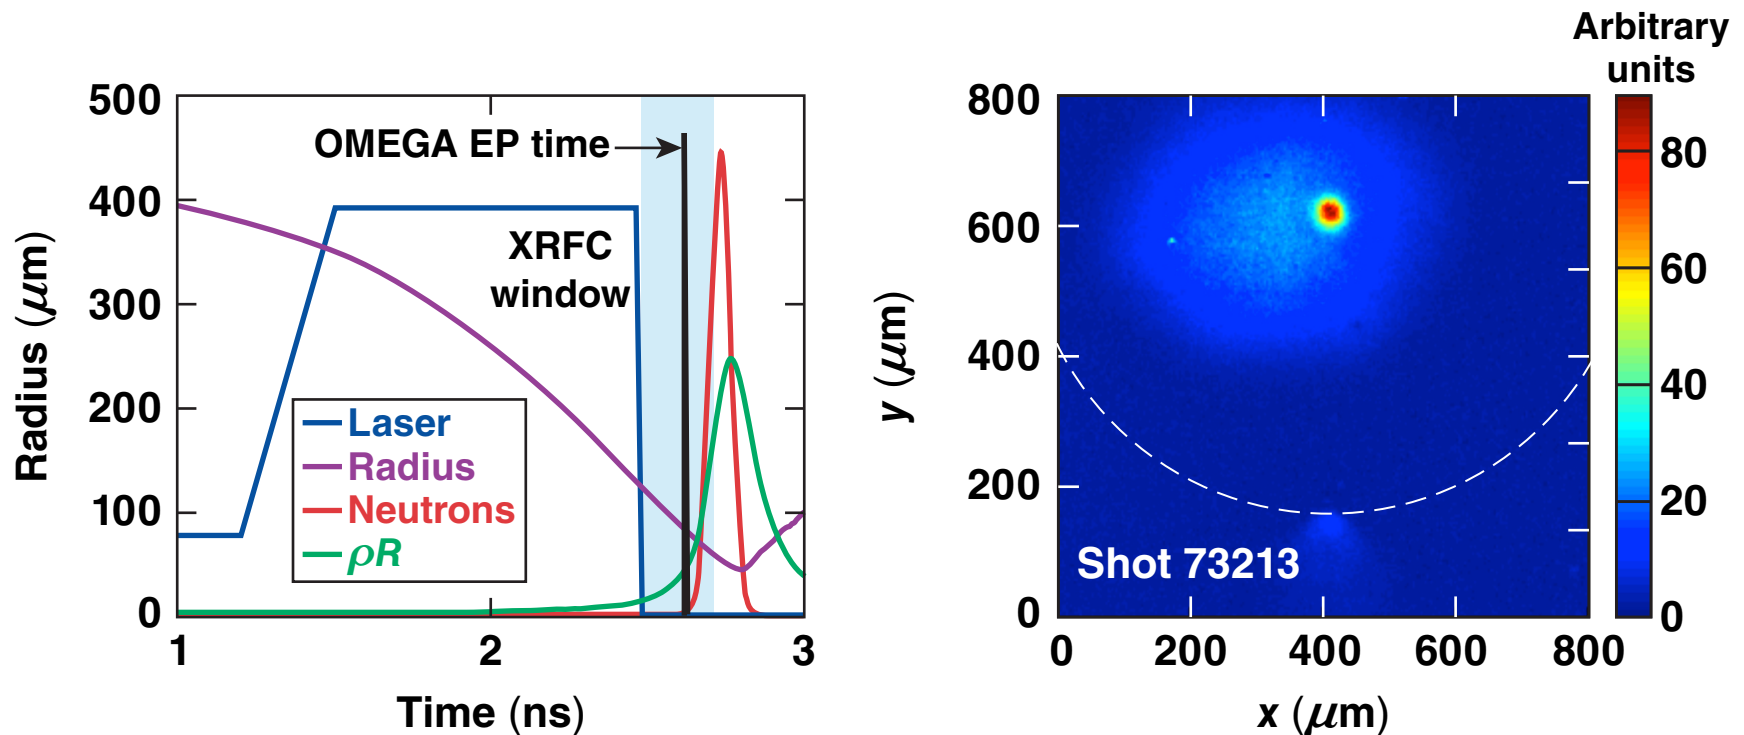 500
400
300
200
100
0
1
2
3
Radius (μm)
Time (ns)
OMEGA EP time
XRFC
window
Laser
Radius
Neutrons
ρR
800
600
400
200
0
0
200
400
600
800
y (μm)
x (μm)
Shot 73213
Arbitrary
units
80
60
40
20
0